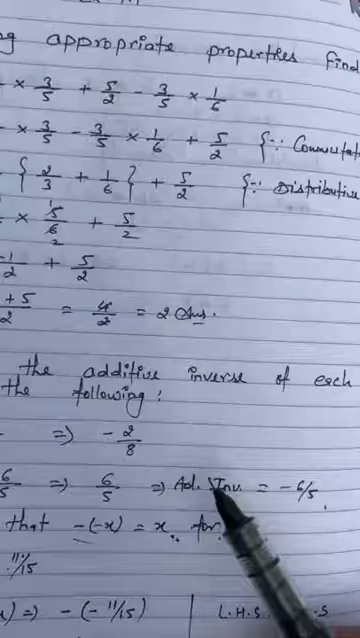 appropriate properties find
× 3/5 + 5/2 - 3/5 × 1/6
× 3/5 - 3/5 × 1/6 + 5/2 {∵ Commutat
{2/3 + 1/6} + 5/2 {∵ Distributive
+ 5/2
-1/2 + 5/2
+5/2 = 4/2 = 2 Ans.
the additive inverse of each
the following:
⇒ -2/8
6/5 ⇒ 6/5 ⇒ Ad. Inv. = -6/5.
that -(-x) = x. for
11/15
x) ⇒ -(-11/15) | L.H.S